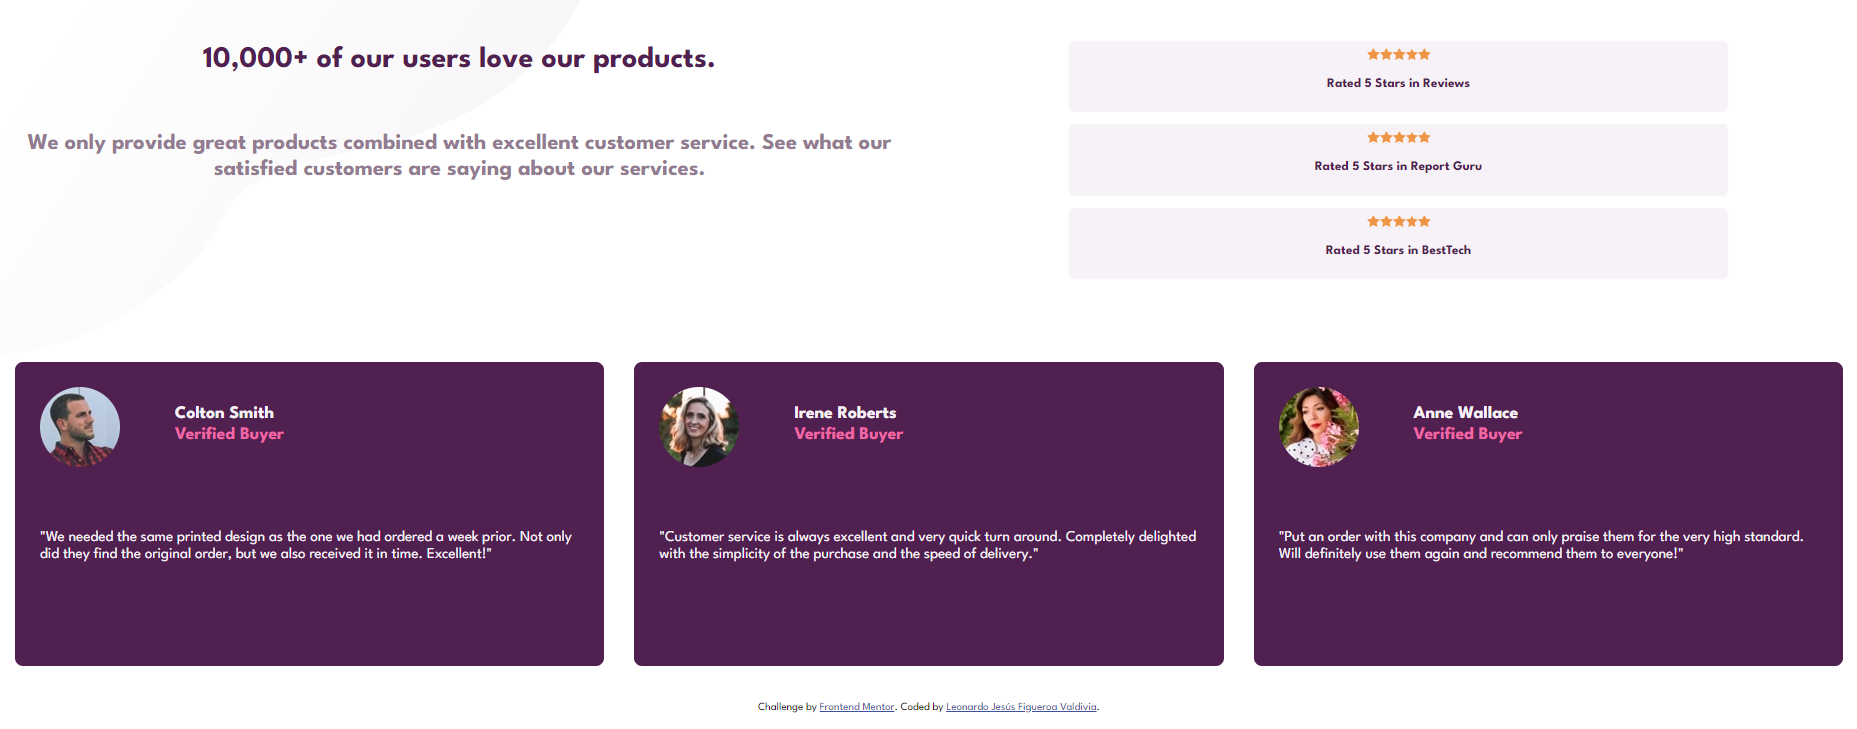 10,000+ of our users love our products.
We only provide great products combined with excellent customer service. See what our
satisfied customers are saying about our services.
Rated 5 Stars in Reviews
Rated 5 Stars in Report Guru
Rated 5 Stars in BestTech
Colton Smith
Verified Buyer
"We needed the same printed design as the one we had ordered a week prior. Not only
did they find the original order, but we also received it in time. Excellent!"
Irene Roberts
Verified Buyer
"Customer service is always excellent and very quick turn around. Completely delighted
with the simplicity of the purchase and the speed of delivery."
Anne Wallace
Verified Buyer
"Put an order with this company and can only praise them for the very high standard.
Will definitely use them again and recommend them to everyone!"
Challenge by Frontend Mentor. Coded by Leonardo Jesús Figueroa Valdivia.